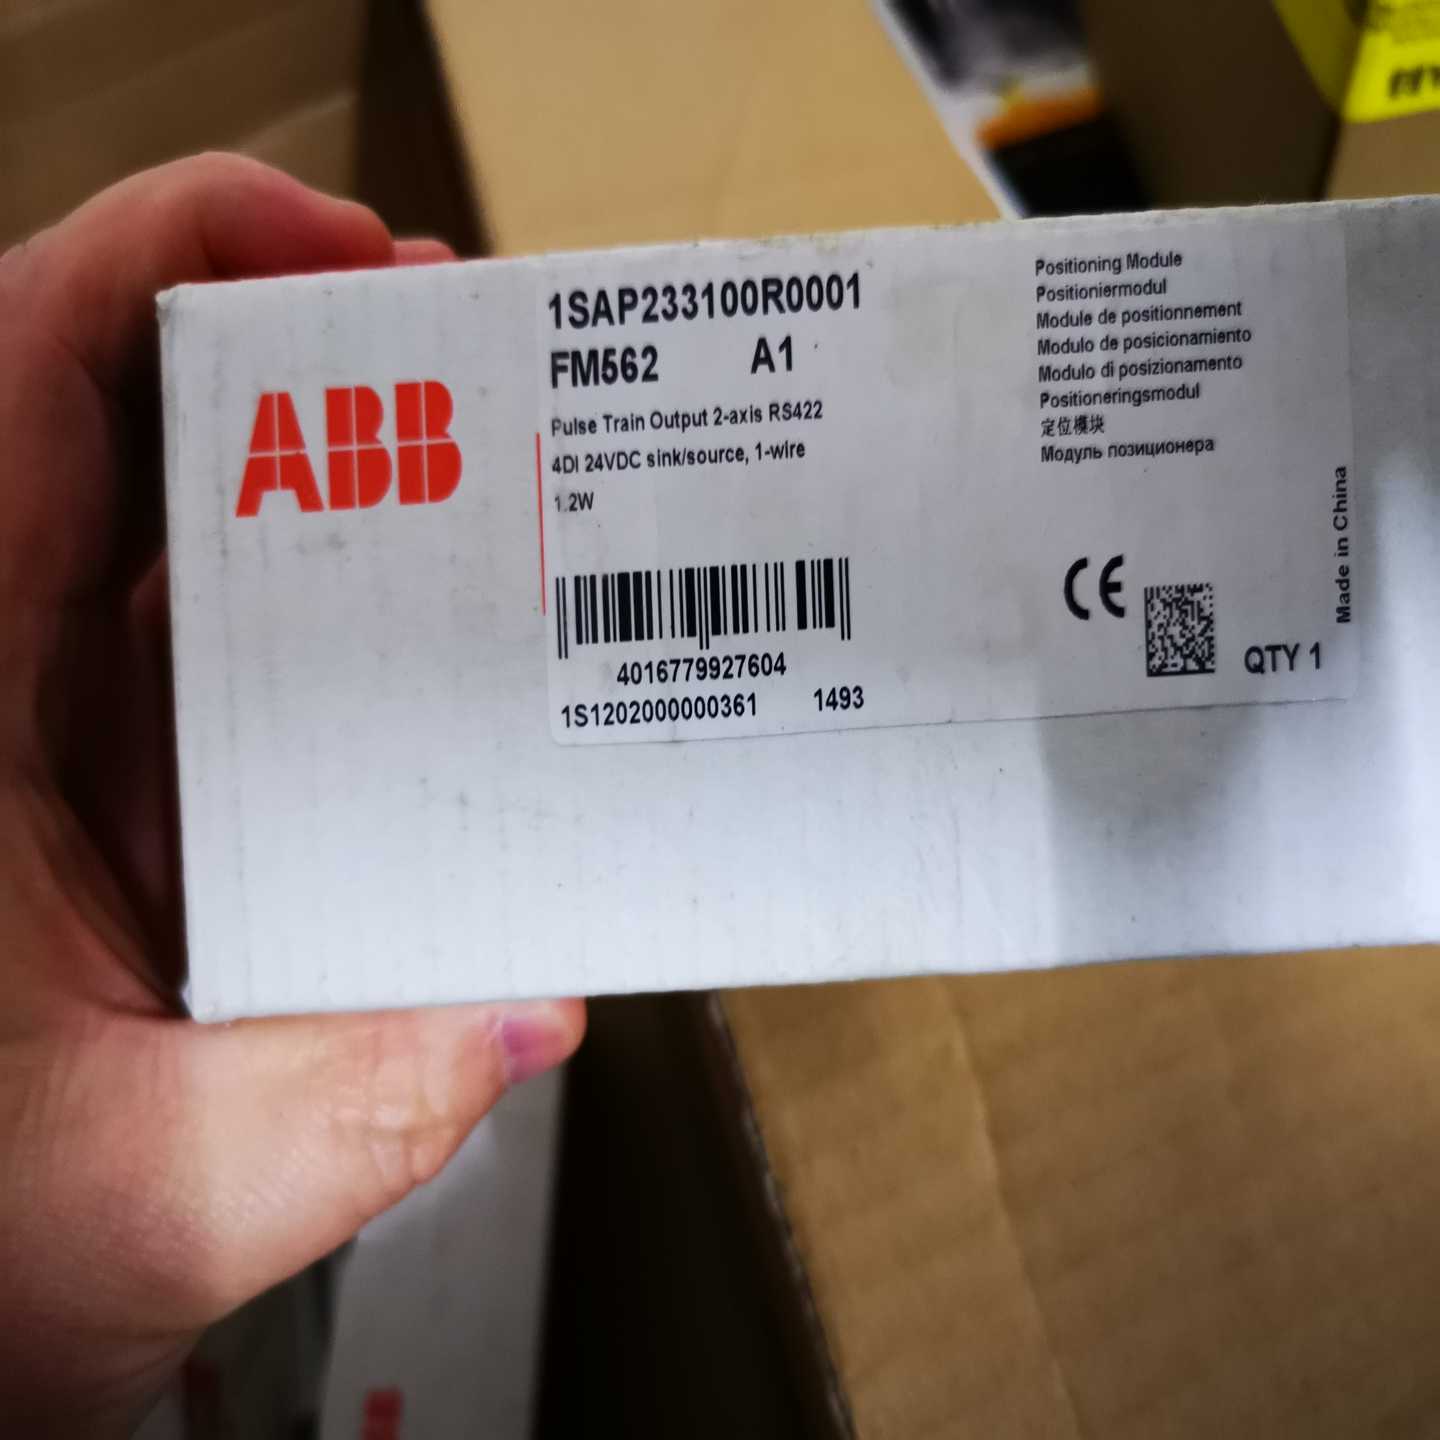 ABB
1SAP233100R0001
FM562 A1
Pulse Train Output 2-axis RS422
4DI 24VDC sink/source, 1-wire
1.2W
4016779927604
1S1202000000361 1493
Positioning Module
Positioniermodul
Module de positionnement
Modulo de posicionamiento
Modulo di posizionamento
Positioneringsmodul
定位模块
Модуль позиционера
CE
QTY 1
Made in China